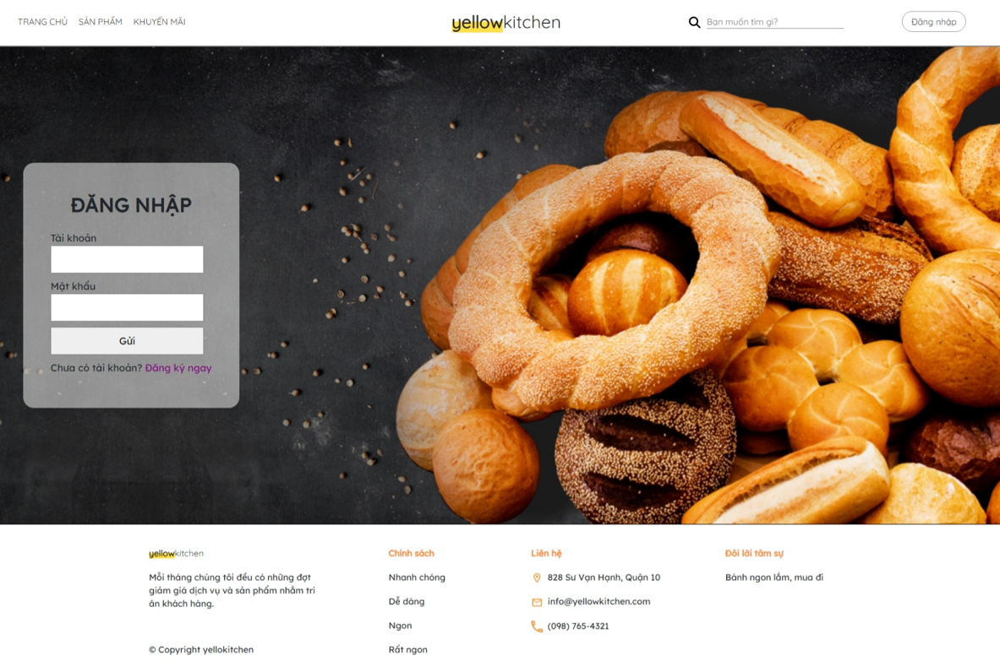 TRANG CHỦ SẢN PHẨM KHUYẾN MÃI
yellowkitchen
Bạn muốn tìm gì?
Đăng nhập
ĐĂNG NHẬP
Tài khoản
Mật khẩu
Gửi
Chưa có tài khoản? Đăng ký ngay
yellowkitchen
Mỗi tháng chúng tôi đều có những đợt
giảm giá dịch vụ và sản phẩm nhằm tri
ân khách hàng.
© Copyright yellokitchen
Chính sách
Nhanh chóng
Dễ dàng
Ngon
Rất ngon
Liên hệ
828 Sư Vạn Hạnh, Quận 10
info@yellowkitchen.com
(098) 765-4321
Đôi lời tâm sự
Bánh ngon lắm, mua đi